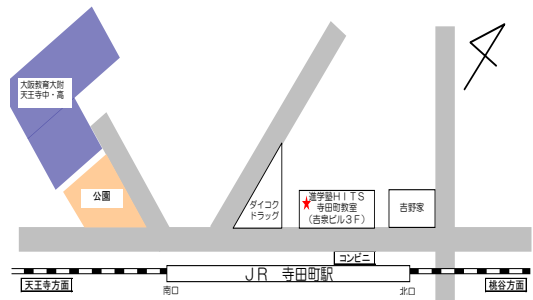 大阪教育大附
天王寺中・高
公園
ダイコク
ドラッグ
進学塾HITS
寺田町教室
(吉泉ビル3F)
吉野家
コンビニ
JR 寺田町駅
天王寺方面
南口
北口
桃谷方面